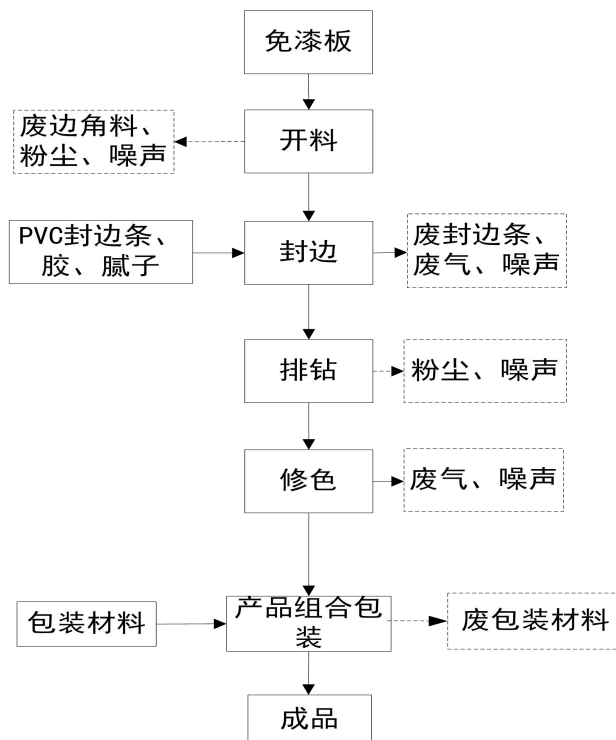 免漆板
废边角料、
粉尘、噪声
开料
PVC封边条、
胶、腻子
封边
废封边条、
废气、噪声
排钻
粉尘、噪声
修色
废气、噪声
包装材料
产品组合包
装
废包装材料
成品